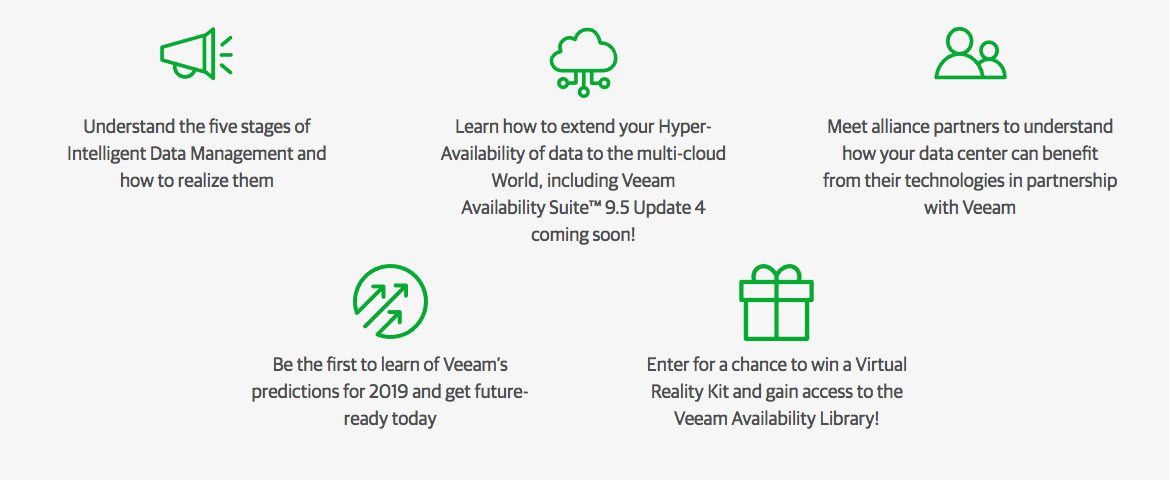 Understand the five stages of
Intelligent Data Management and
how to realize them
Learn how to extend your Hyper-
Availability of data to the multi-cloud
World, including Veeam
Availability Suite™ 9.5 Update 4
coming soon!
Meet alliance partners to understand
how your data center can benefit
from their technologies in partnership
with Veeam
Be the first to learn of Veeam's
predictions for 2019 and get future-
ready today
Enter for a chance to win a Virtual
Reality Kit and gain access to the
Veeam Availability Library!